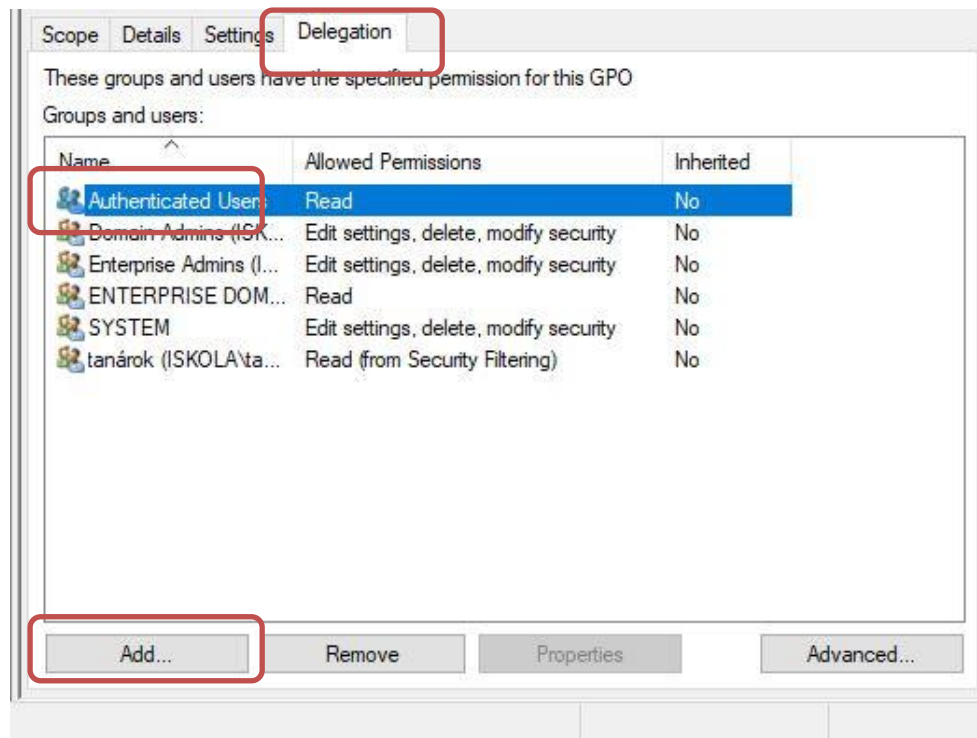 Scope Details Settings Delegation
These groups and users have the specified permission for this GPO
Groups and users:
Name Allowed Permissions Inherited
Authenticated Users Read No
Domain Admins (ISK... Edit settings, delete, modify security No
Enterprise Admins (I... Edit settings, delete, modify security No
ENTERPRISE DOM... Read No
SYSTEM Edit settings, delete, modify security No
tanárok (ISKOLA\ta... Read (from Security Filtering) No
Add... Remove Properties Advanced...